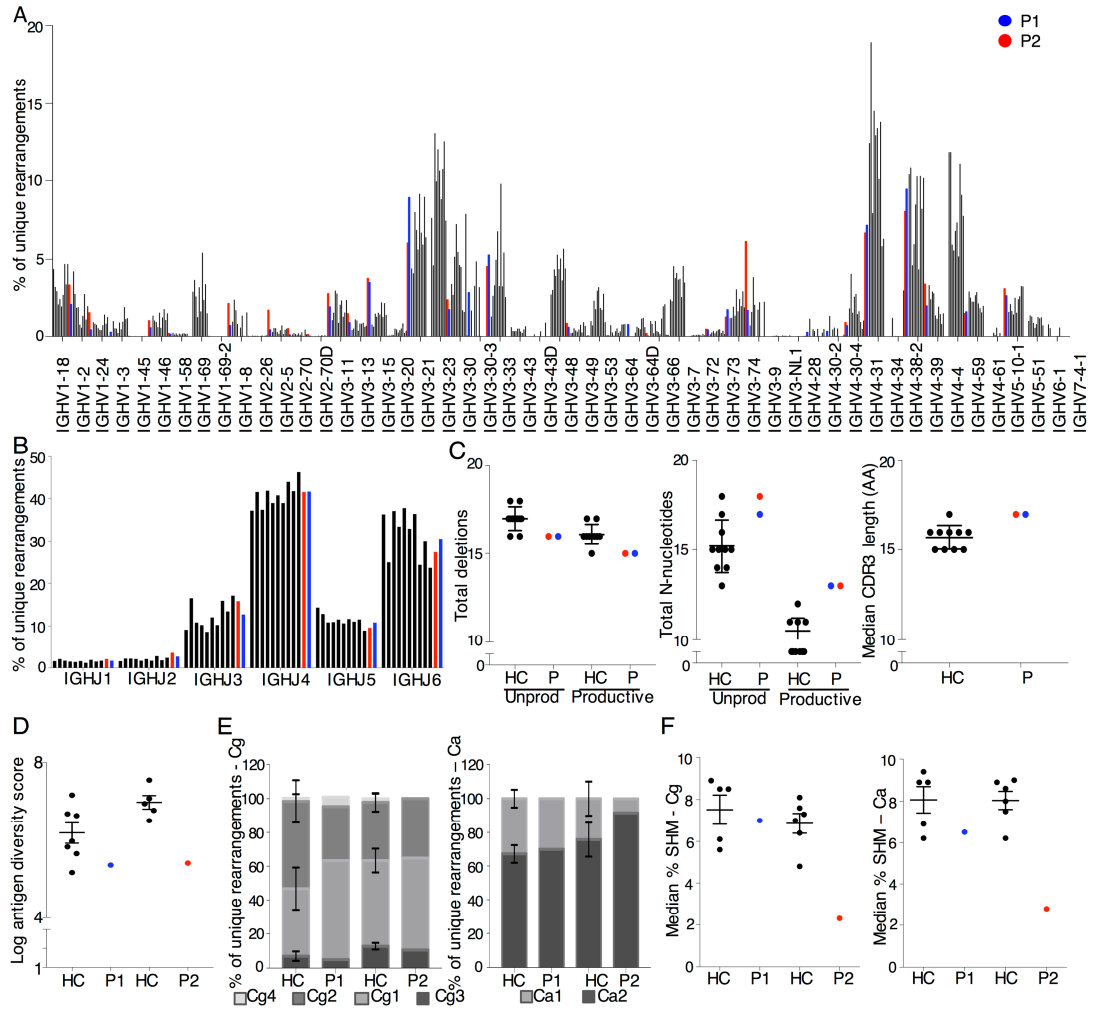 A
P1
P2
% of unique rearrangements
20
15
10
5
0
IGHV1-18
IGHV1-2
IGHV1-24
IGHV1-3
IGHV1-45
IGHV1-46
IGHV1-58
IGHV1-69
IGHV1-69-2
IGHV1-8
IGHV2-26
IGHV2-5
IGHV2-70
IGHV2-70D
IGHV3-11
IGHV3-13
IGHV3-15
IGHV3-20
IGHV3-21
IGHV3-23
IGHV3-30
IGHV3-30-3
IGHV3-33
IGHV3-43
IGHV3-43D
IGHV3-48
IGHV3-49
IGHV3-53
IGHV3-64
IGHV3-64D
IGHV3-66
IGHV3-7
IGHV3-72
IGHV3-73
IGHV3-74
IGHV3-9
IGHV3-NL1
IGHV4-28
IGHV4-30-2
IGHV4-30-4
IGHV4-31
IGHV4-34
IGHV4-38-2
IGHV4-39
IGHV4-4
IGHV4-59
IGHV4-61
IGHV5-10-1
IGHV5-51
IGHV6-1
IGHV7-4-1
B
% of unique rearrangements
50
40
30
20
10
0
IGHJ1 IGHJ2 IGHJ3 IGHJ4 IGHJ5 IGHJ6
C
Total deletions
20
15
10
0
HC P HC P
Unprod Productive
Total N-nucleotides
20
15
10
0
HC P HC P
Unprod Productive
Median CDR3 length (AA)
20
15
10
0
HC P
D
Log antigen diversity score
8
4
1
HC P1 HC P2
E
% of unique rearrangements - Cg
120
100
80
60
40
20
0
HC P1 HC P2
Cg4 Cg2 Cg1 Cg3
% of unique rearrangements – Ca
120
100
80
60
40
20
0
HC P1 HC P2
Ca1 Ca2
F
Median % SHM - Cg
10
8
6
4
2
0
HC P1 HC P2
Median % SHM – Ca
10
8
6
4
2
0
HC P1 HC P2